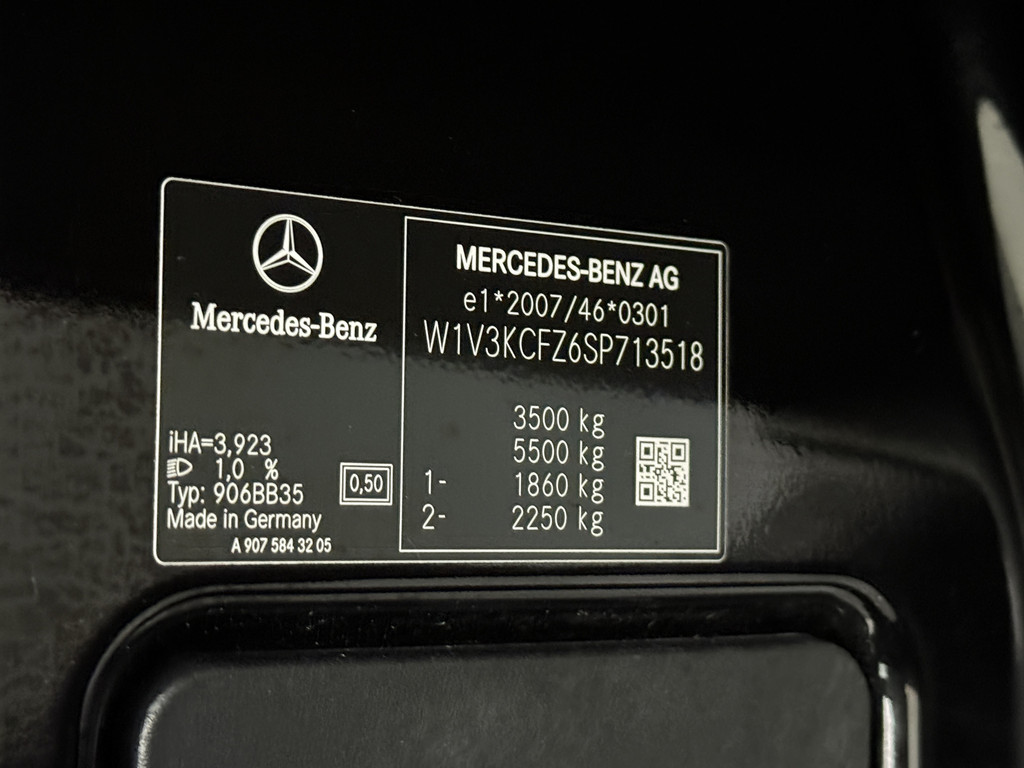 Mercedes-Benz
iHA=3,923
1,0 %
Typ: 906BB35
Made in Germany
A 907 584 32 05
0,50
MERCEDES-BENZ AG
e1*2007/46*0301
W1V3KCFZ6SP713518
3500 kg
5500 kg
1- 1860 kg
2- 2250 kg